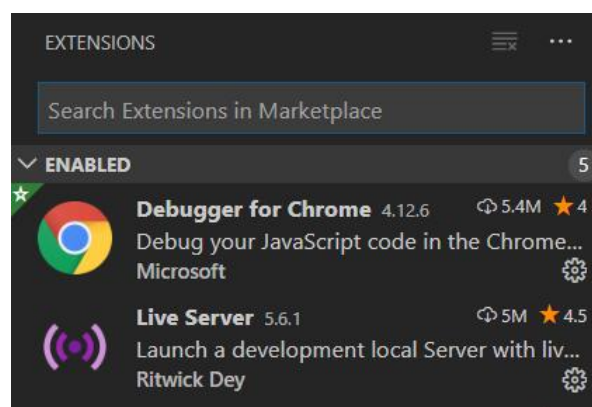 EXTENSIONS
Search Extensions in Marketplace
ENABLED 5
Debugger for Chrome 4.12.6 5.4M 4
Debug your JavaScript code in the Chrome...
Microsoft
Live Server 5.6.1 5M 4.5
Launch a development local Server with liv...
Ritwick Dey